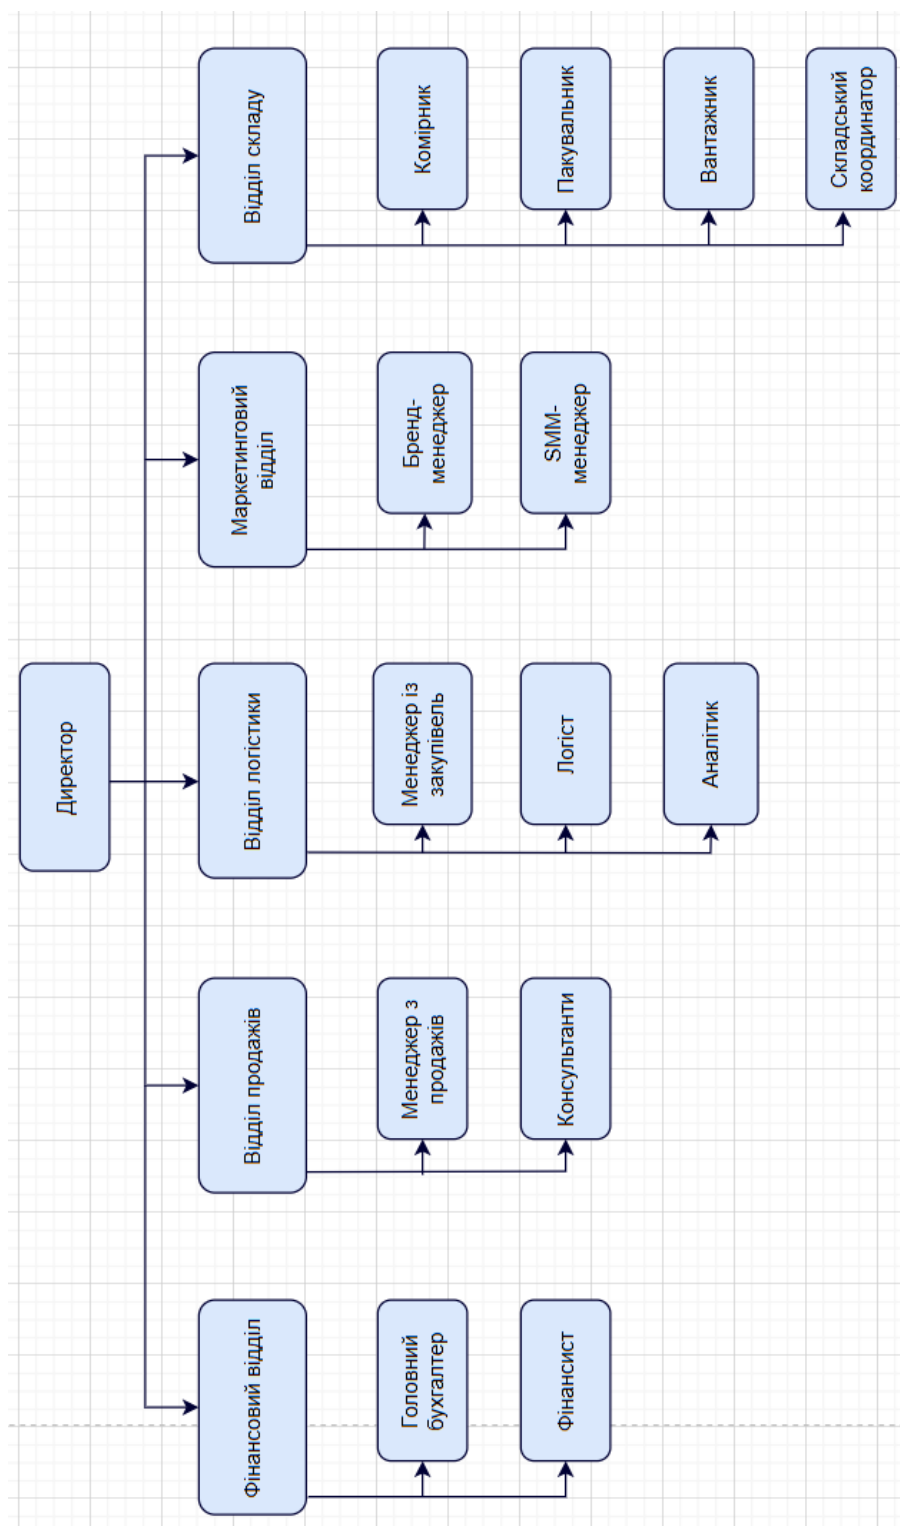 Директор
Фінансовий відділ
Головний
бухгалтер
Фінансист
Відділ продажів
Менеджер з
продажів
Консультанти
Відділ логістики
Менеджер із
закупівель
Логіст
Аналітик
Маркетинговий
відділ
Бренд-
менеджер
SMM-
менеджер
Відділ складу
Комірник
Пакувальник
Вантажник
Складський
координатор